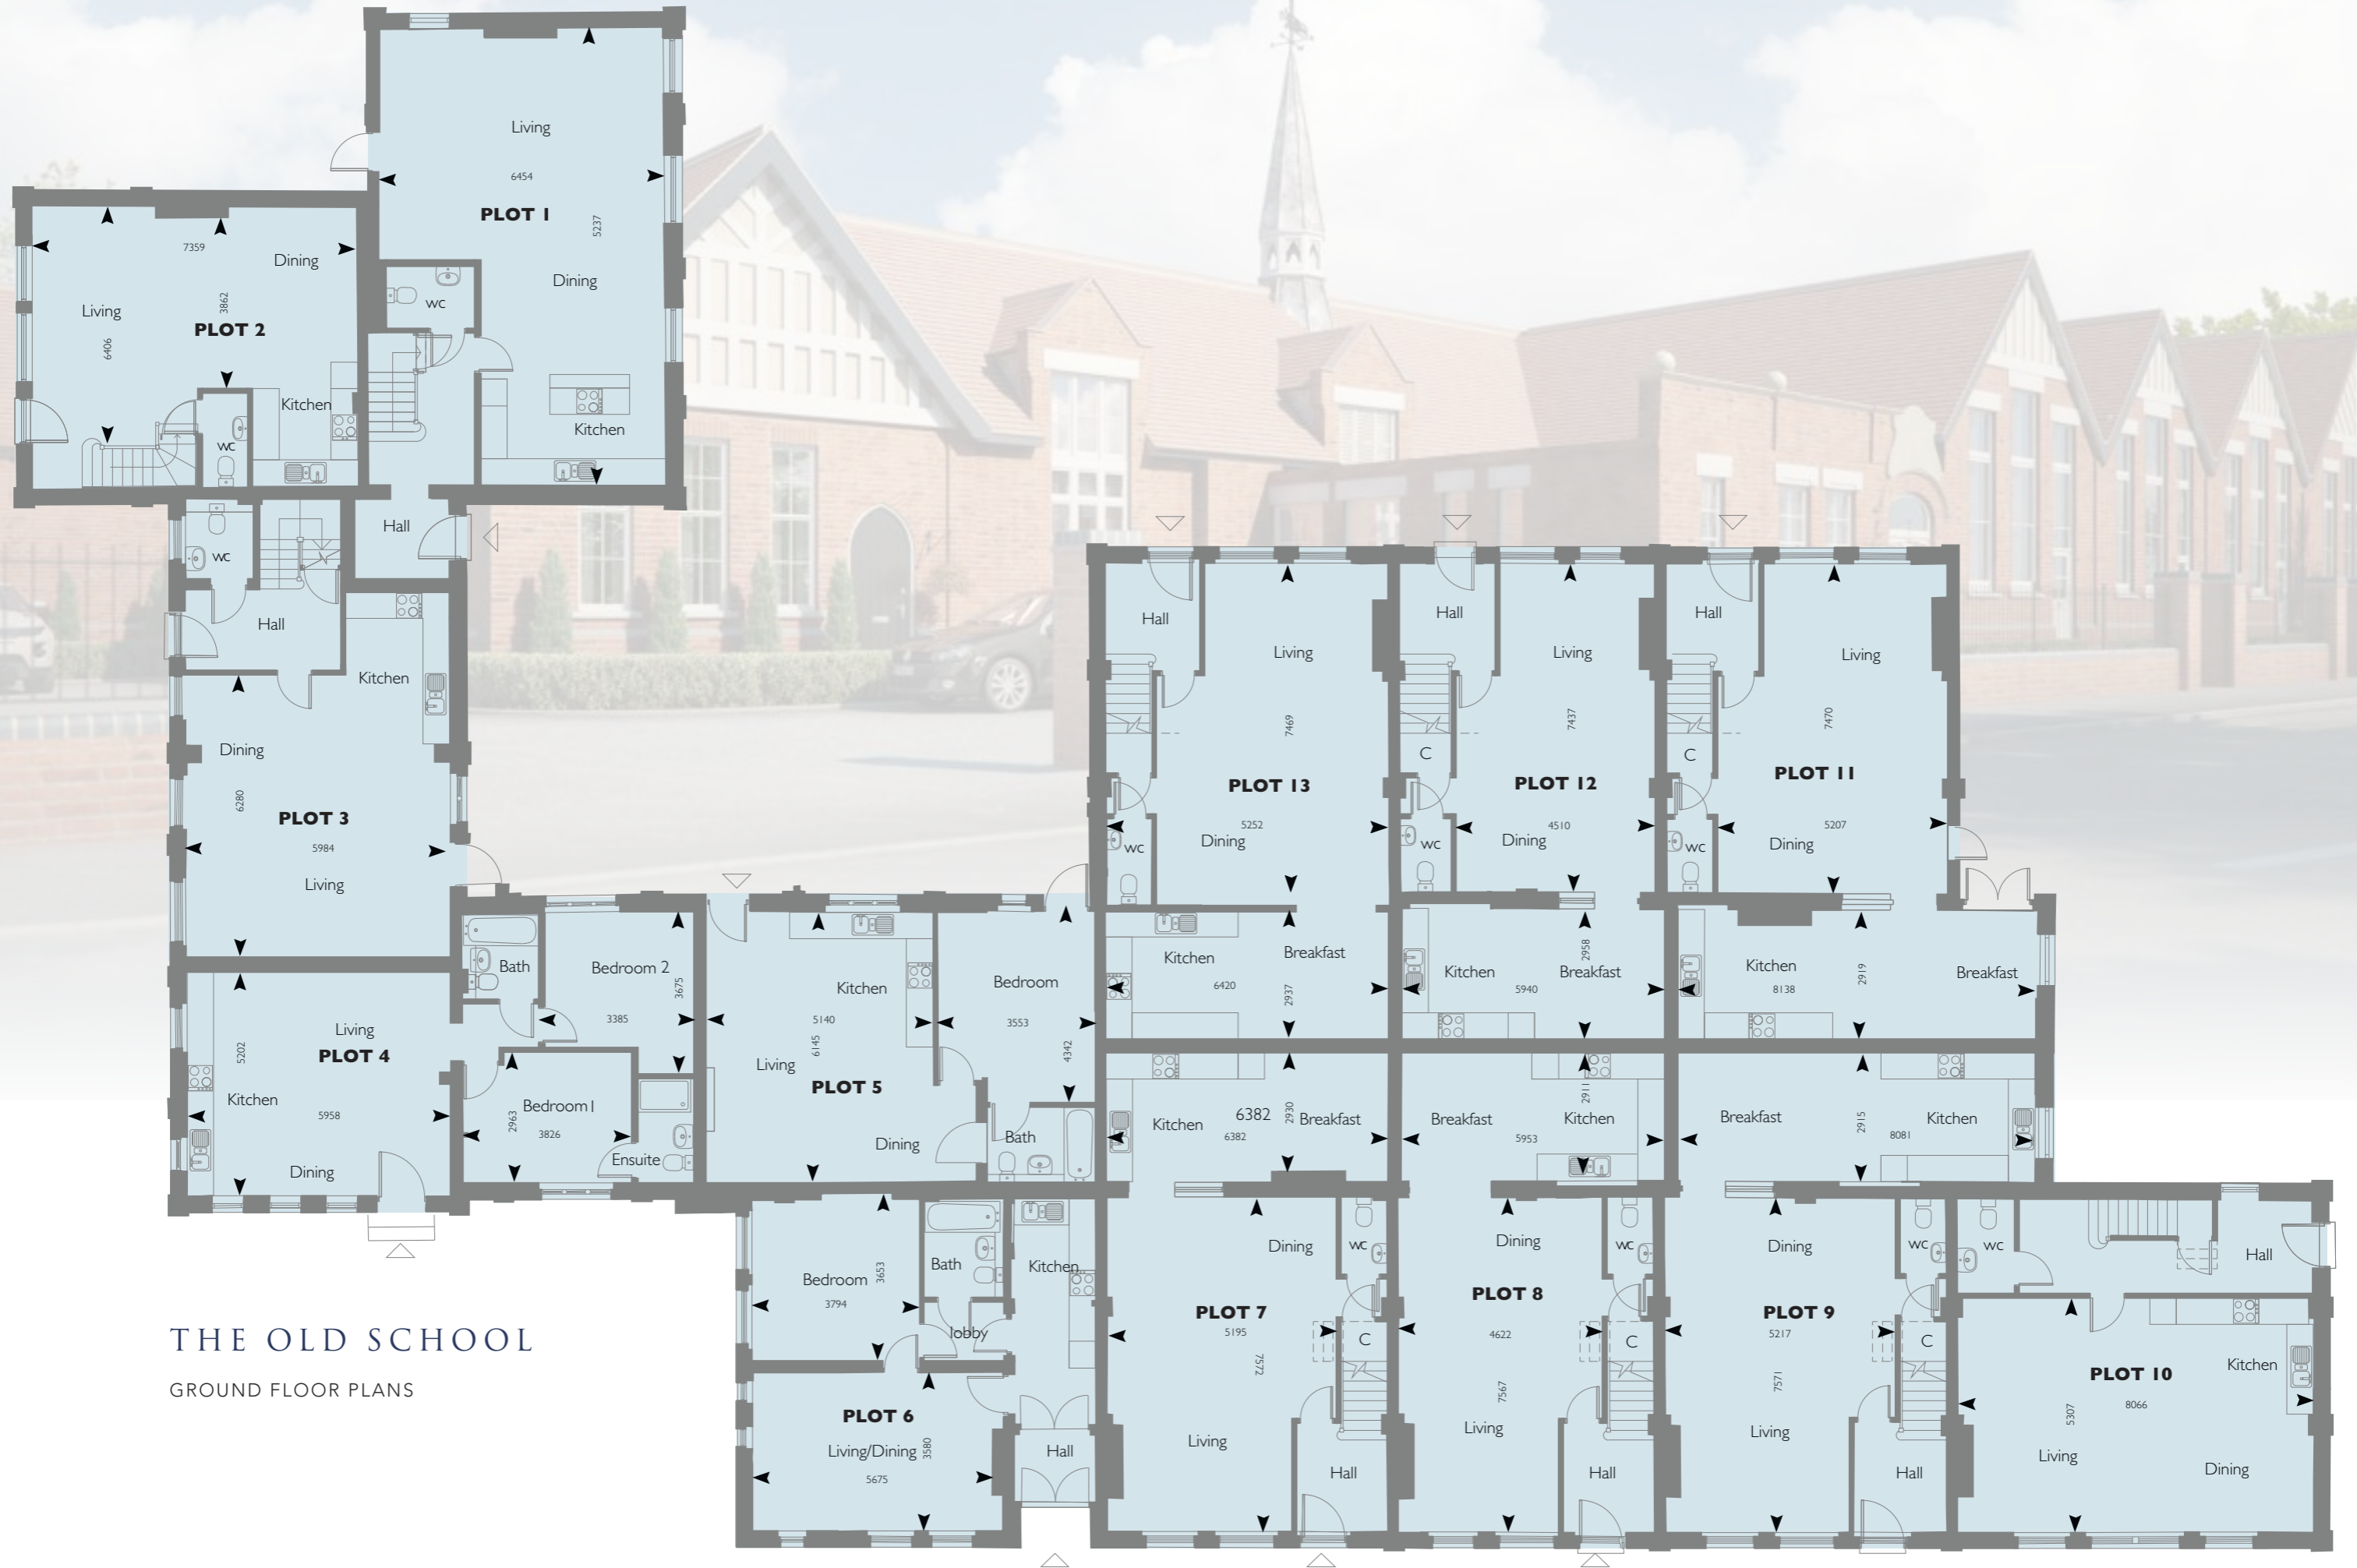 Living
6454
PLOT 1
5237
Dining
WC
Kitchen
7359
Dining
Living
3862
PLOT 2
6406
Kitchen
WC
Hall
WC
Hall
Kitchen
Dining
6280
PLOT 3
5984
Living
Living
PLOT 4
5202
Kitchen
5958
Dining
Bath
Bedroom 2
3675
3385
Bedroom1
2963
3826
Ensuite
Kitchen
5140
6145
Living
PLOT 5
Dining
Bedroom
3553
4342
Bath
Bedroom
3653
3794
Bath
Kitchen
lobby
PLOT 6
Living/Dining
3580
5675
Hall
Hall
Living
7469
PLOT 13
5252
Dining
WC
Kitchen
Breakfast
6420
2937
Hall
Living
7437
C
PLOT 12
4510
Dining
WC
2958
Kitchen
Breakfast
5940
Hall
Living
7470
C
PLOT 11
5207
Dining
WC
Kitchen
8138
2919
Breakfast
6382
Kitchen
6382
2930
Breakfast
Dining
WC
PLOT 7
5195
7572
C
Living
Hall
2911
Breakfast
Kitchen
5953
Dining
WC
PLOT 8
4622
C
7567
Living
Hall
Breakfast
2915
8081
Kitchen
Dining
WC
PLOT 9
5217
C
7571
Living
Hall
WC
Hall
Kitchen
PLOT 10
8066
5307
Living
Dining
THE OLD SCHOOL
GROUND FLOOR PLANS